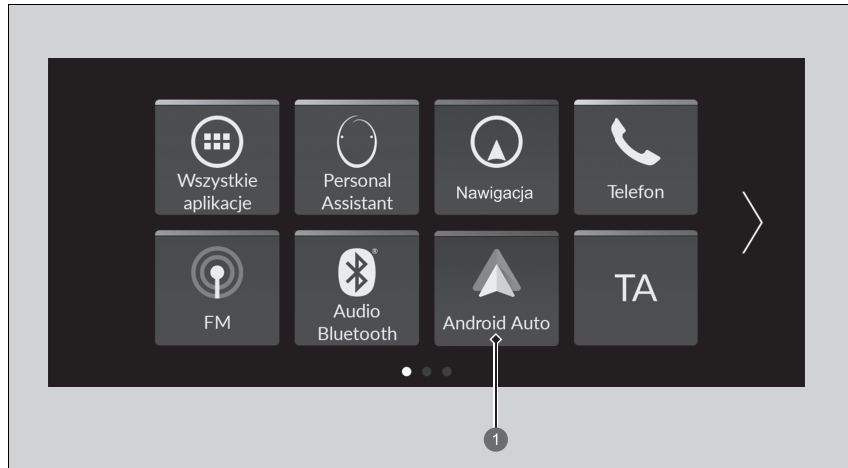 Wszystkie
aplikacje
Personal
Assistant
Nawigacja
Telefon
FM
®
Audio
Bluetooth
Android Auto
TA
1